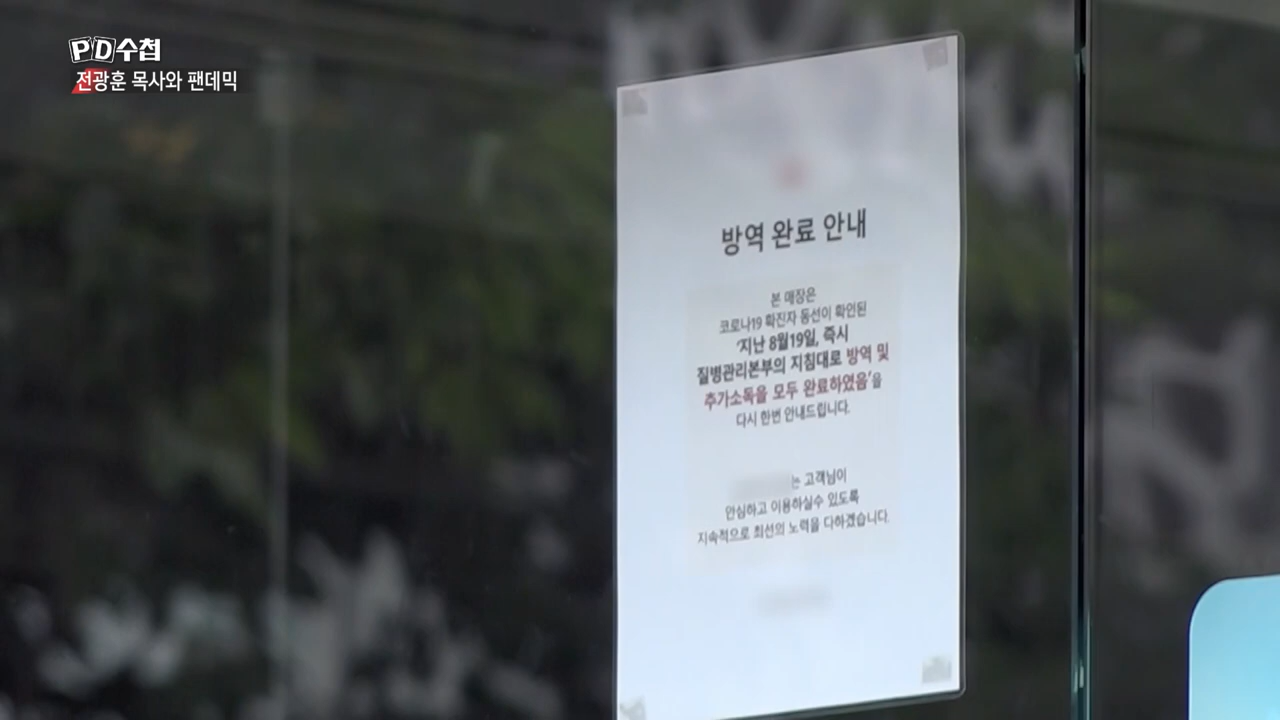 PD수첩
전광훈 목사와 팬데믹
방역 완료 안내
본 매장은
코로나19 확진자 동선이 확인된
'지난 8월19일, 즉시
질병관리본부의 지침대로 방역 및
추가소독을 모두 완료하였음'을
다시 한번 안내드립니다.
는 고객님이
안심하고 이용하실수 있도록
지속적으로 최선의 노력을 다하겠습니다.